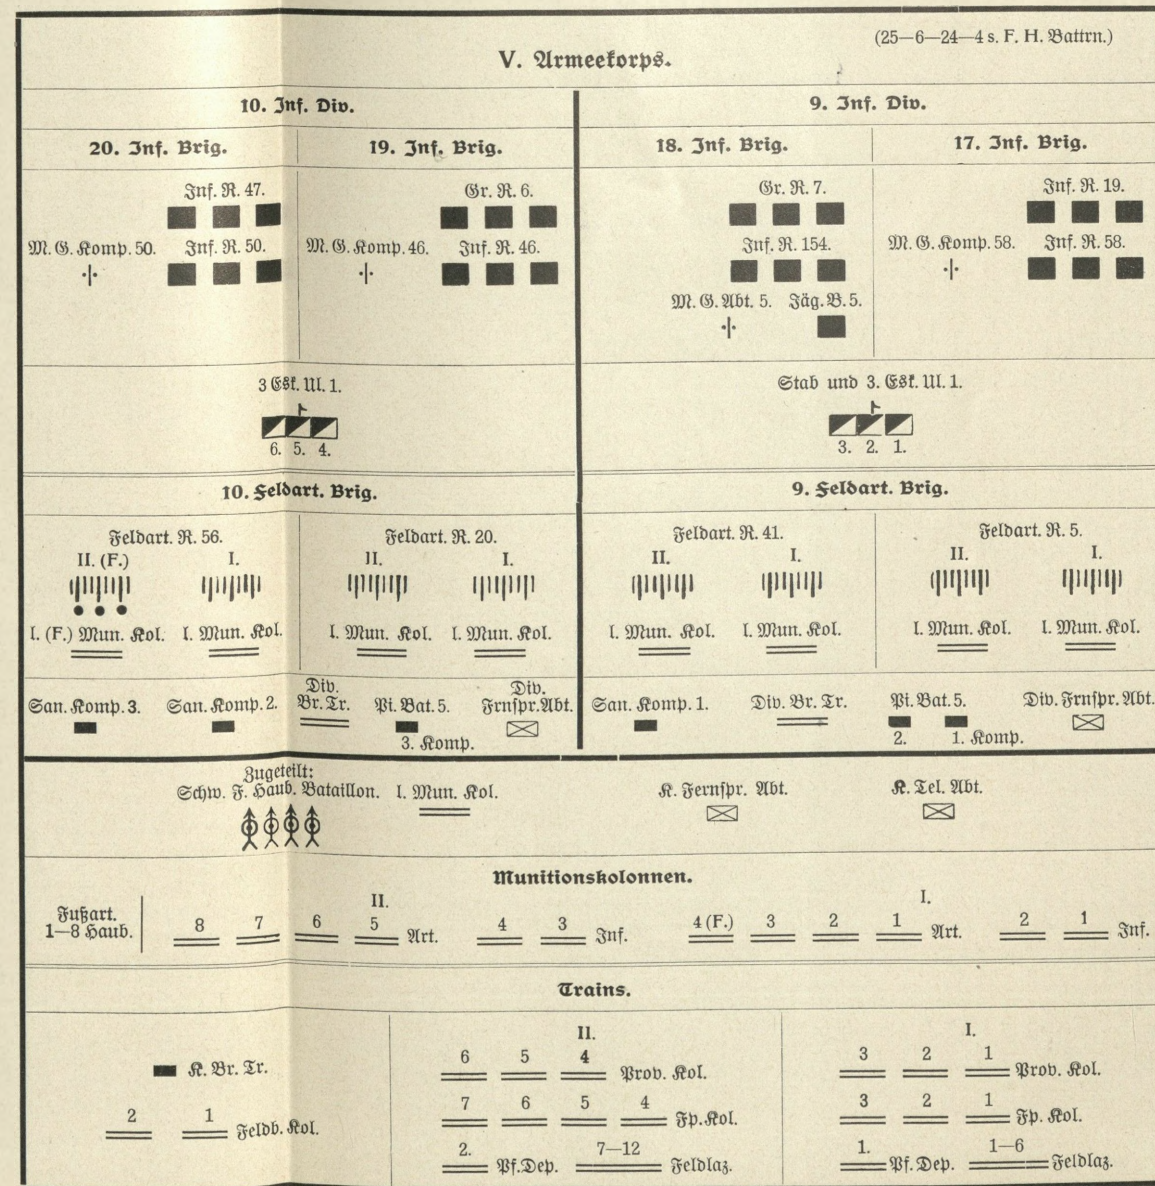 (25—6—24—4 s. F. H. Battrn.)
V. Armeekorps.
10. Inf. Div.
9. Inf. Div.
20. Inf. Brig.
19. Inf. Brig.
18. Inf. Brig.
17. Inf. Brig.
Inf. R. 47.
Gr. R. 6.
Gr. R. 7.
Inf. R. 19.
M. G. Komp. 50.
Inf. R. 50.
M. G. Komp. 46.
Inf. R. 46.
Inf. R. 154.
M. G. Komp. 58.
Inf. R. 58.
M. G. Abt. 5.
Jäg. B. 5.
3 Esk. Ul. 1.
Stab und 3. Esk. Ul. 1.
6. 5. 4.
3. 2. 1.
10. Feldart. Brig.
9. Feldart. Brig.
Feldart. R. 56.
Feldart. R. 20.
Feldart. R. 41.
Feldart. R. 5.
II. (F.)
I.
II.
I.
II.
I.
II.
I.
l. (F.) Mun. Kol.
l. Mun. Kol.
l. Mun. Kol.
l. Mun. Kol.
l. Mun. Kol.
l. Mun. Kol.
l. Mun. Kol.
l. Mun. Kol.
San. Komp. 3.
San. Komp. 2.
Div.
Br. Tr.
Pi. Bat. 5.
3. Komp.
Div.
Frnspr. Abt.
San. Komp. 1.
Div. Br. Tr.
Pi. Bat. 5.
2. 1. Komp.
Div. Frnspr. Abt.
Zugeteilt:
Schw. F. Haub. Bataillon.
l. Mun. Kol.
K. Fernspr. Abt.
K. Tel. Abt.
Munitionskolonnen.
Fußart.
1—8 Haub.
II.
8 7 6 5 Art. 4 3 Inf.
I.
4 (F.) 3 2 1 Art. 2 1 Inf.
Trains.
K. Br. Tr.
2 1 Feldb. Kol.
II.
6 5 4 Prov. Kol.
7 6 5 4 Fp. Kol.
2. Pf. Dep. 7—12 Feldlaz.
I.
3 2 1 Prov. Kol.
3 2 1 Fp. Kol.
1. Pf. Dep. 1—6 Feldlaz.